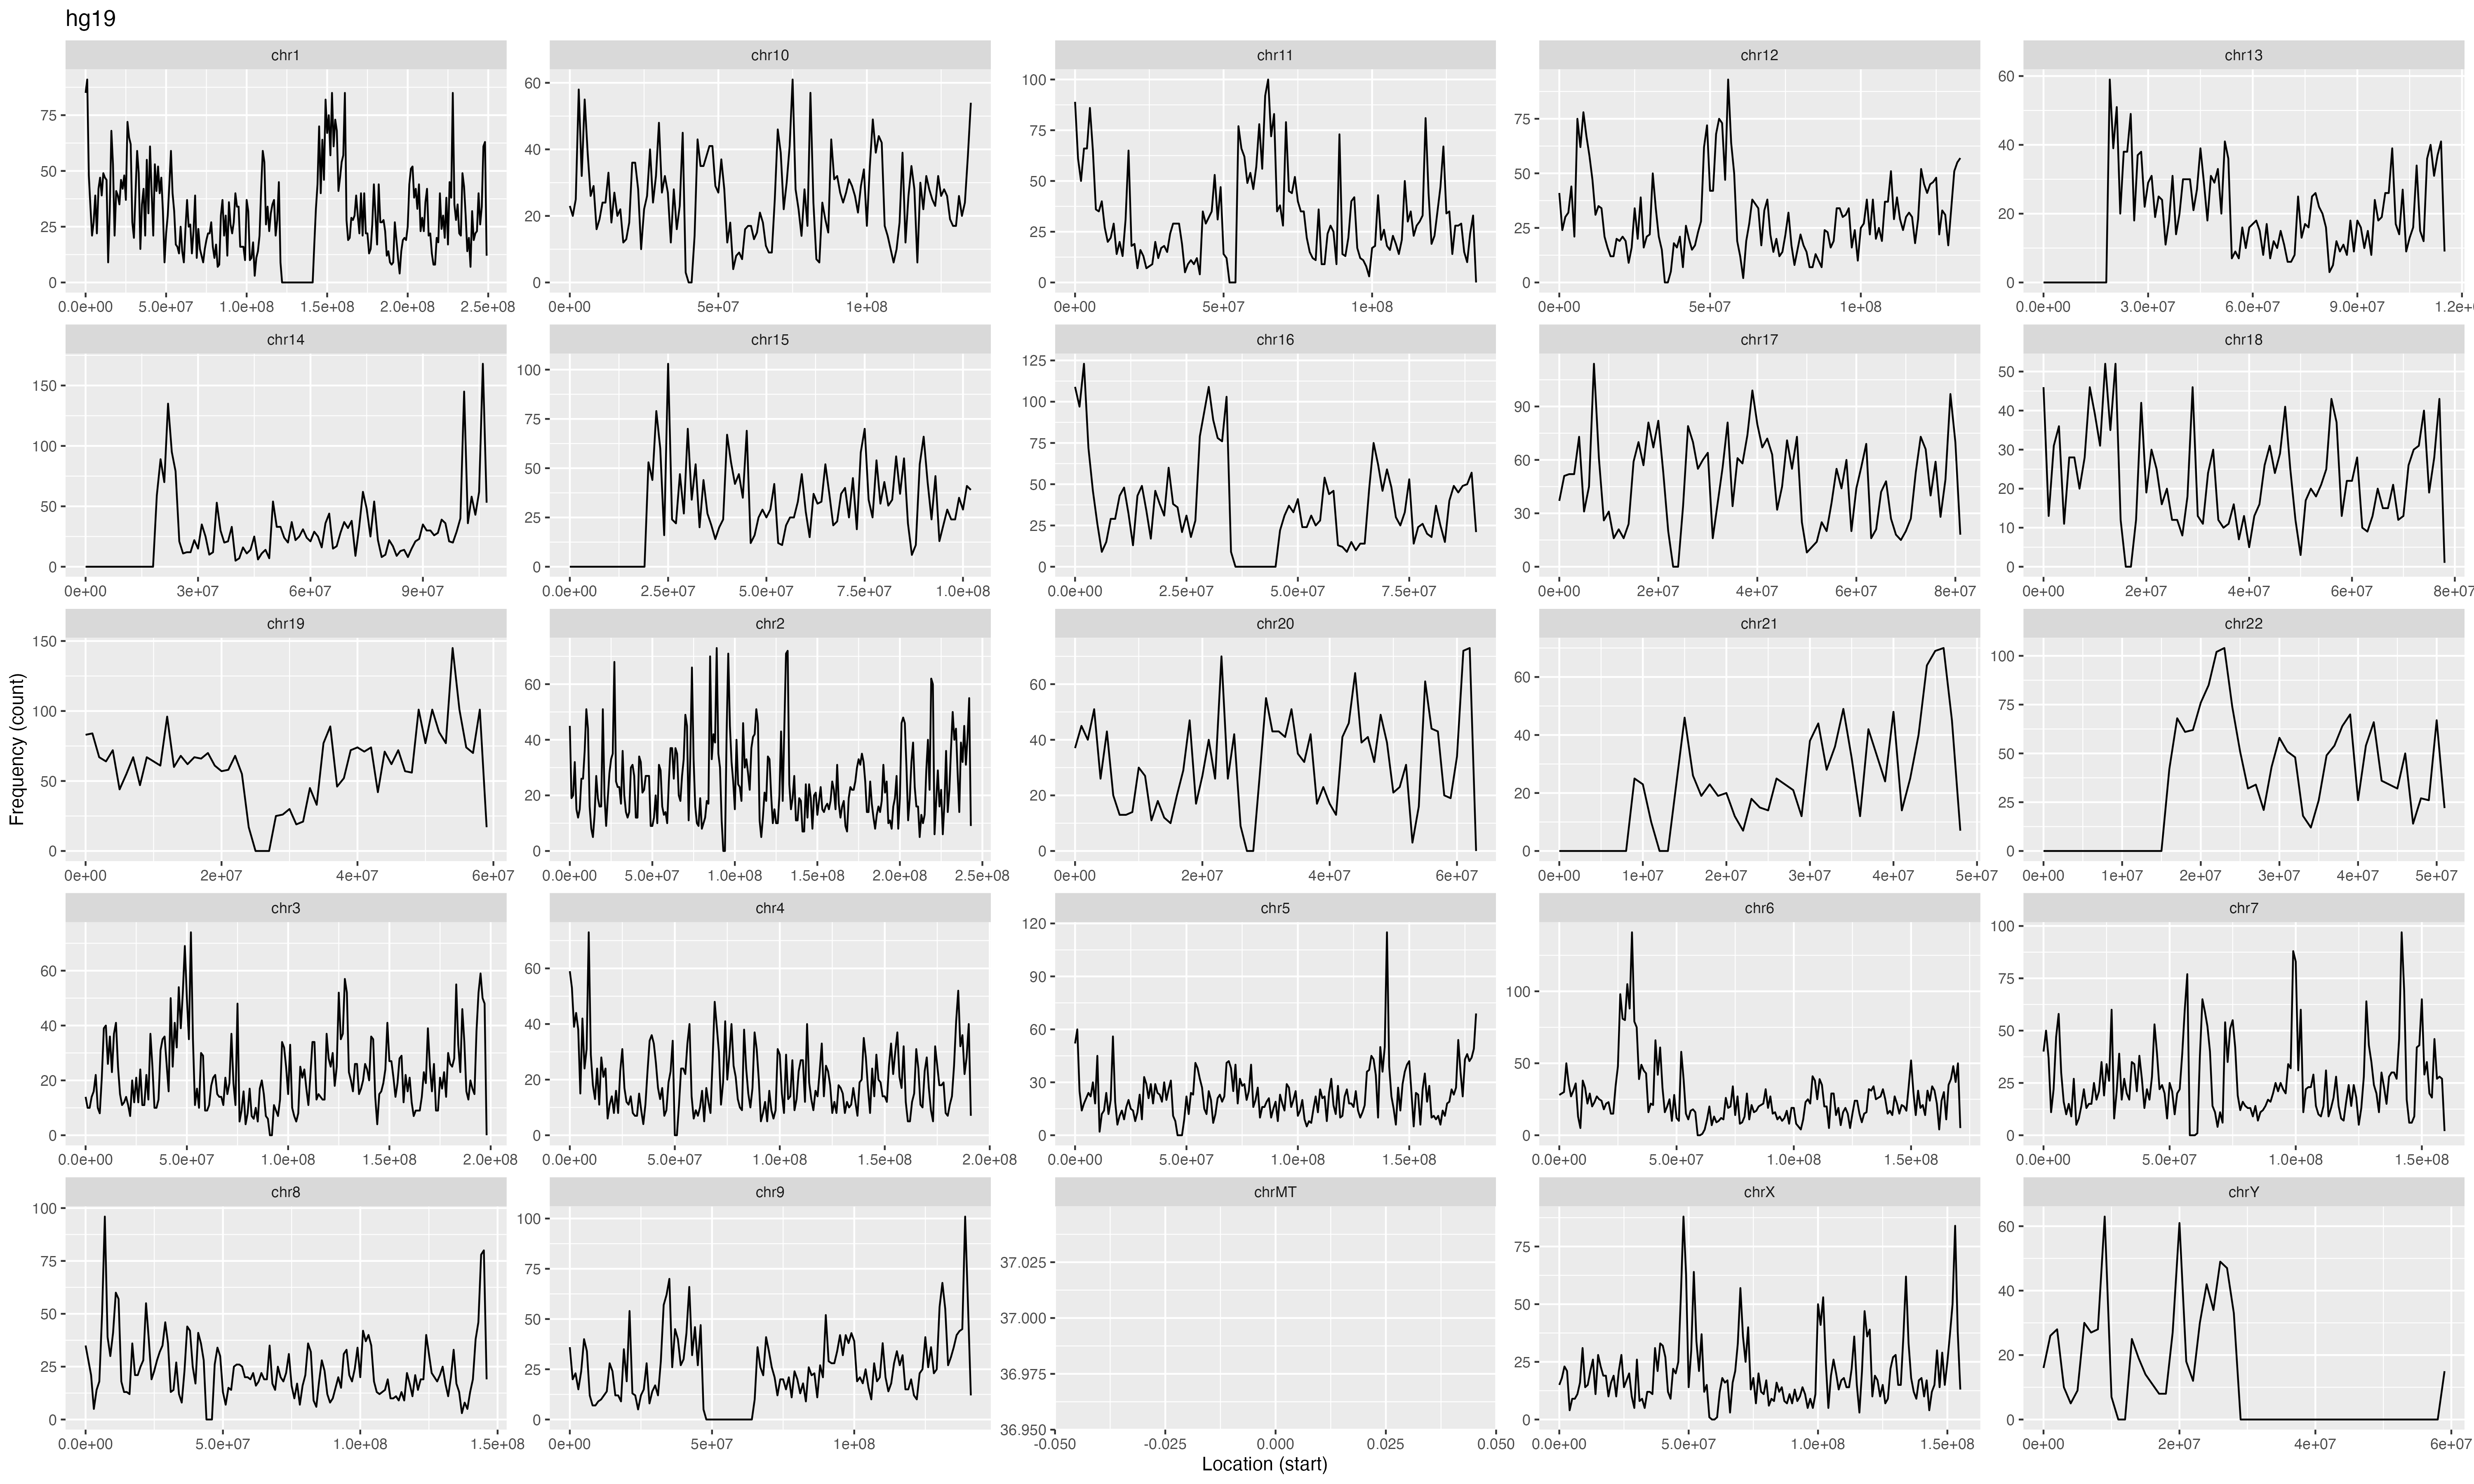 hg19
chr1 chr10 chr11 chr12 chr13
75 50 25 0
60 40 20 0
100 75 50 25 0
75 50 25 0
60 40 20 0
0.0e+00 5.0e+07 1.0e+08 1.5e+08 2.0e+08 2.5e+08
0e+00 5e+07 1e+08
0e+00 5e+07 1e+08
0e+00 5e+07 1e+08
0.0e+00 3.0e+07 6.0e+07 9.0e+07 1.2e+
chr14 chr15 chr16 chr17 chr18
150 100 50 0
100 75 50 25 0
125 100 75 50 25 0
90 60 30 0
50 40 30 20 10 0
0e+00 3e+07 6e+07 9e+07
0.0e+00 2.5e+07 5.0e+07 7.5e+07 1.0e+08
0.0e+00 2.5e+07 5.0e+07 7.5e+07
0e+00 2e+07 4e+07 6e+07 8e+07
0e+00 2e+07 4e+07 6e+07 8e+07
chr19 chr2 chr20 chr21 chr22
150 100 50 0
60 40 20 0
60 40 20 0
60 40 20 0
100 75 50 25 0
0e+00 2e+07 4e+07 6e+07
0.0e+00 5.0e+07 1.0e+08 1.5e+08 2.0e+08 2.5e+08
0e+00 2e+07 4e+07 6e+07
0e+00 1e+07 2e+07 3e+07 4e+07 5e+07
0e+00 1e+07 2e+07 3e+07 4e+07 5e+07
Frequency (count)
chr3 chr4 chr5 chr6 chr7
60 40 20 0
60 40 20 0
120 90 60 30 0
100 50 0
100 75 50 25 0
0.0e+00 5.0e+07 1.0e+08 1.5e+08 2.0e+08
0.0e+00 5.0e+07 1.0e+08 1.5e+08 2.0e+08
0.0e+00 5.0e+07 1.0e+08 1.5e+08
0.0e+00 5.0e+07 1.0e+08 1.5e+08
0.0e+00 5.0e+07 1.0e+08 1.5e+08
chr8 chr9 chrMT chrX chrY
100 75 50 25 0
100 75 50 25 0
37.025 37.000 36.975 36.950
75 50 25 0
60 40 20 0
0.0e+00 5.0e+07 1.0e+08 1.5e+08
0e+00 5e+07 1e+08
-0.050 -0.025 0.000 0.025 0.050
0.0e+00 5.0e+07 1.0e+08 1.5e+08
0e+00 2e+07 4e+07 6e+07
Location (start)